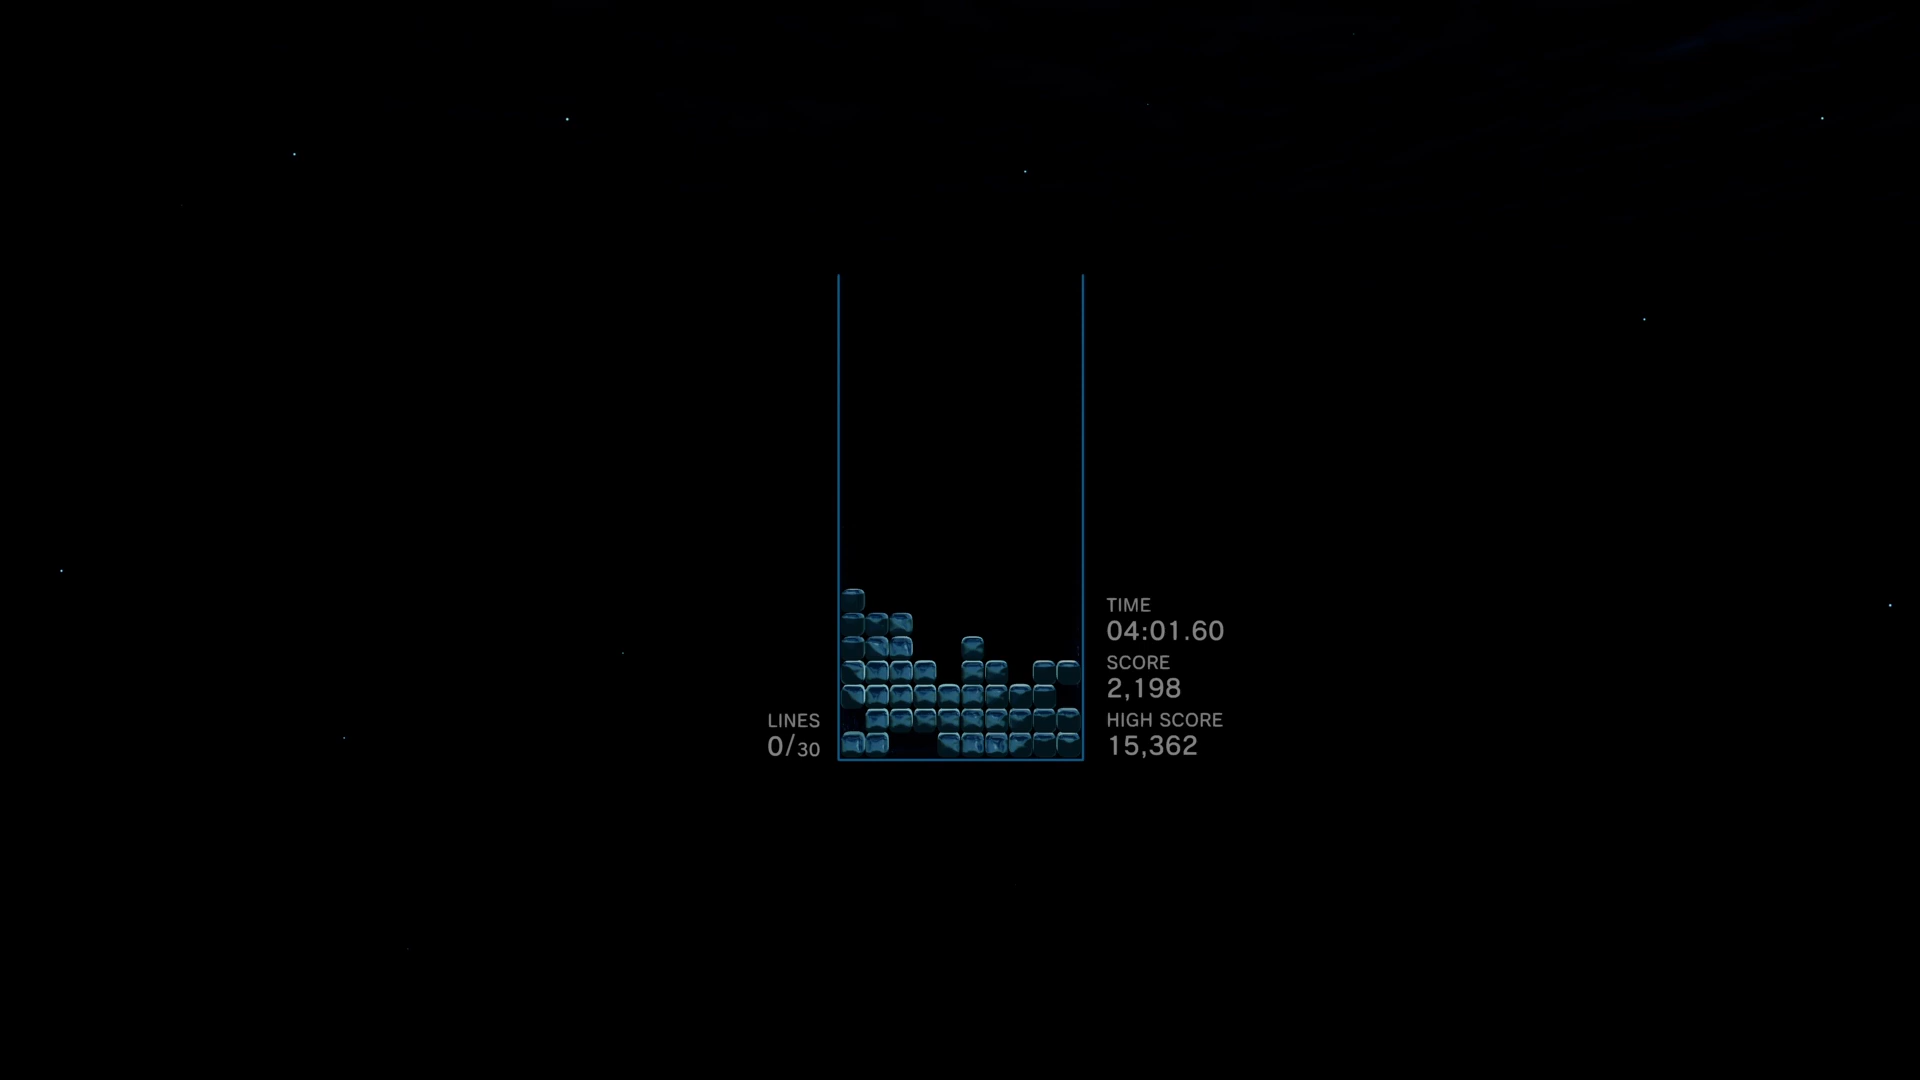 LINES
0/30
TIME
04:01.60
SCORE
2,198
HIGH SCORE
15,362